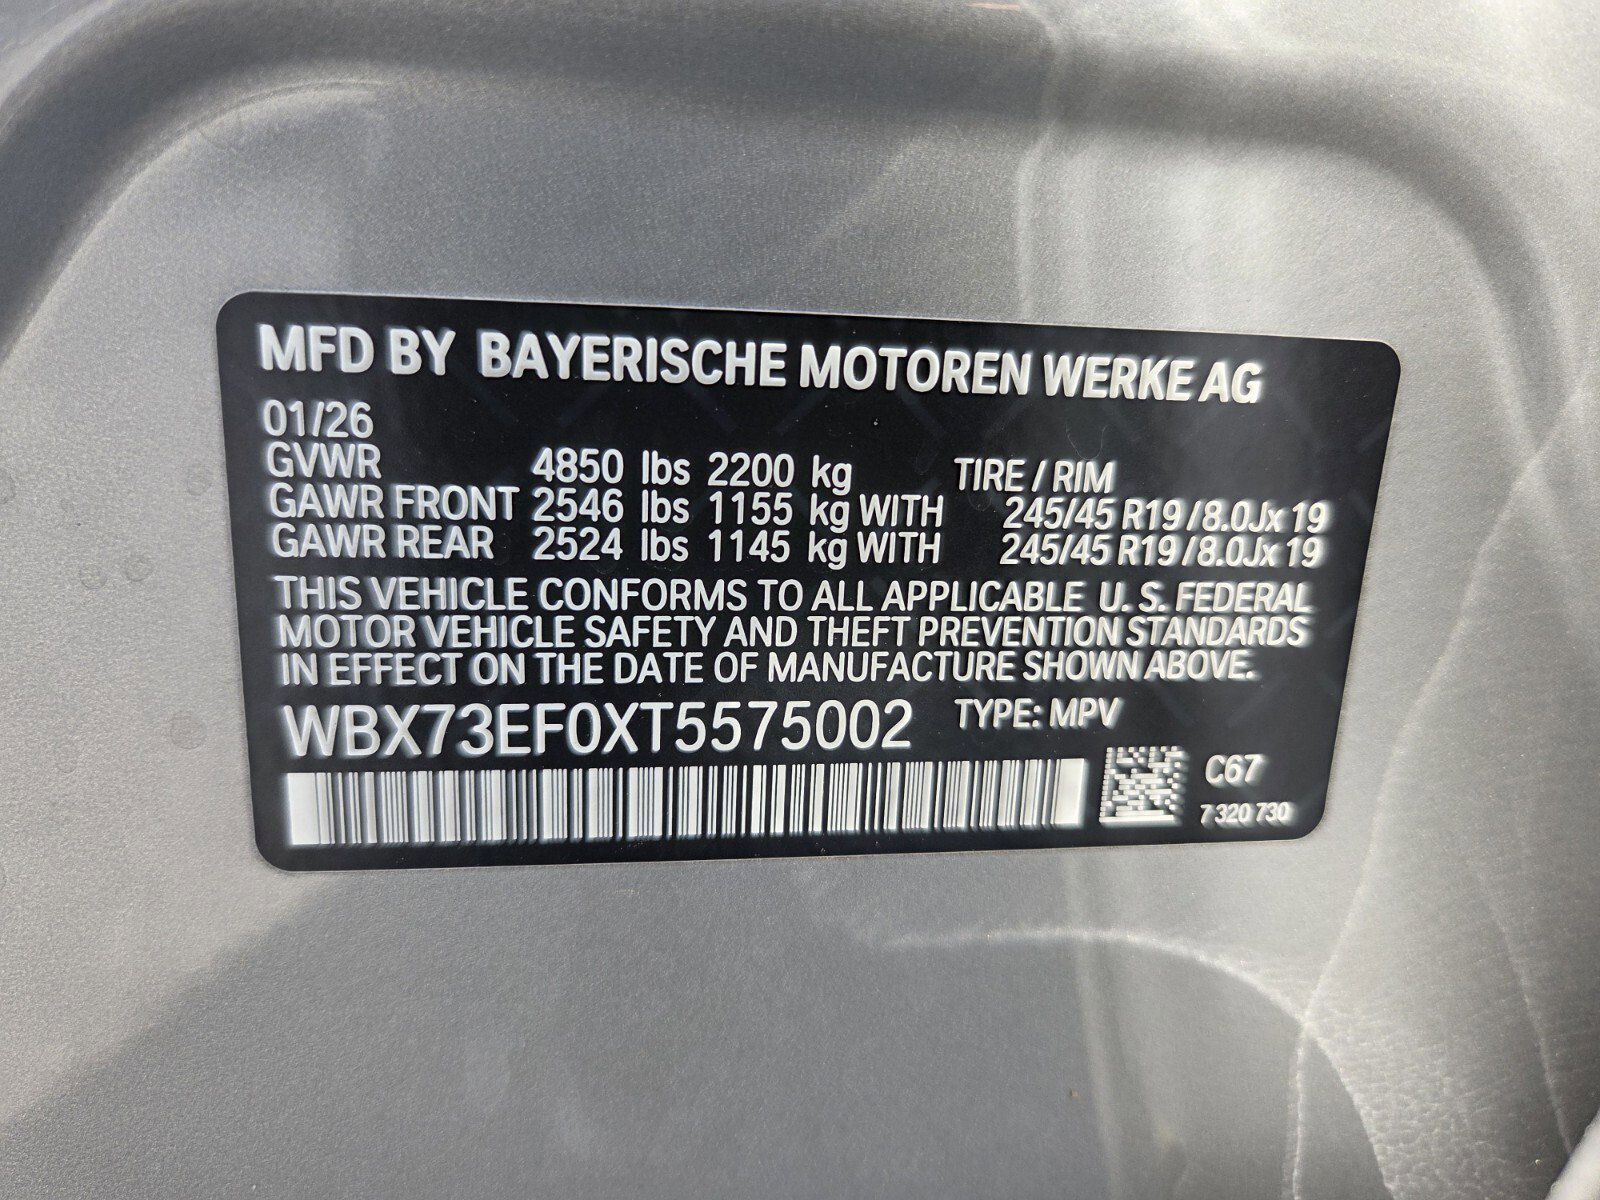 MFD BY BAYERISCHE MOTOREN WERKE AG
01/26
GVWR 4850 lbs 2200 kg TIRE / RIM
GAWR FRONT 2546 lbs 1155 kg WITH 245/45 R19 / 8.0Jx 19
GAWR REAR 2524 lbs 1145 kg WITH 245/45 R19 / 8.0Jx 19
THIS VEHICLE CONFORMS TO ALL APPLICABLE U. S. FEDERAL
MOTOR VEHICLE SAFETY AND THEFT PREVENTION STANDARDS
IN EFFECT ON THE DATE OF MANUFACTURE SHOWN ABOVE.
WBX73EF0XT5575002 TYPE: MPV
C67
7 320 730